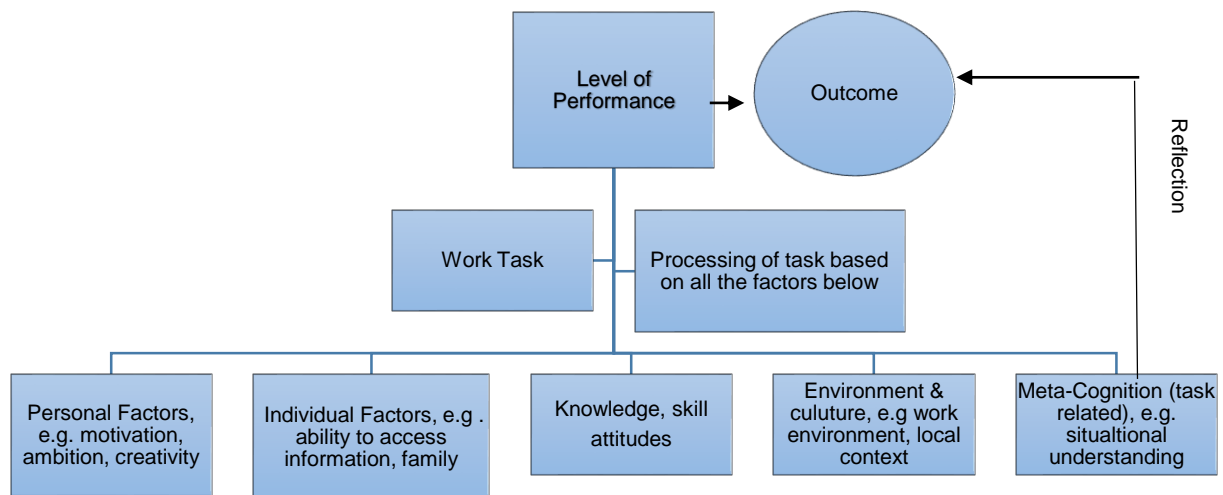 Level of
Performance
Outcome
Reflection
Work Task
Processing of task based
on all the factors below
Personal Factors,
e.g. motivation,
ambition, creativity
Individual Factors, e.g .
ability to access
information, family
Knowledge, skill
attitudes
Environment &
culuture, e.g work
environment, local
context
Meta-Cognition (task
related), e.g.
situaltional
understanding